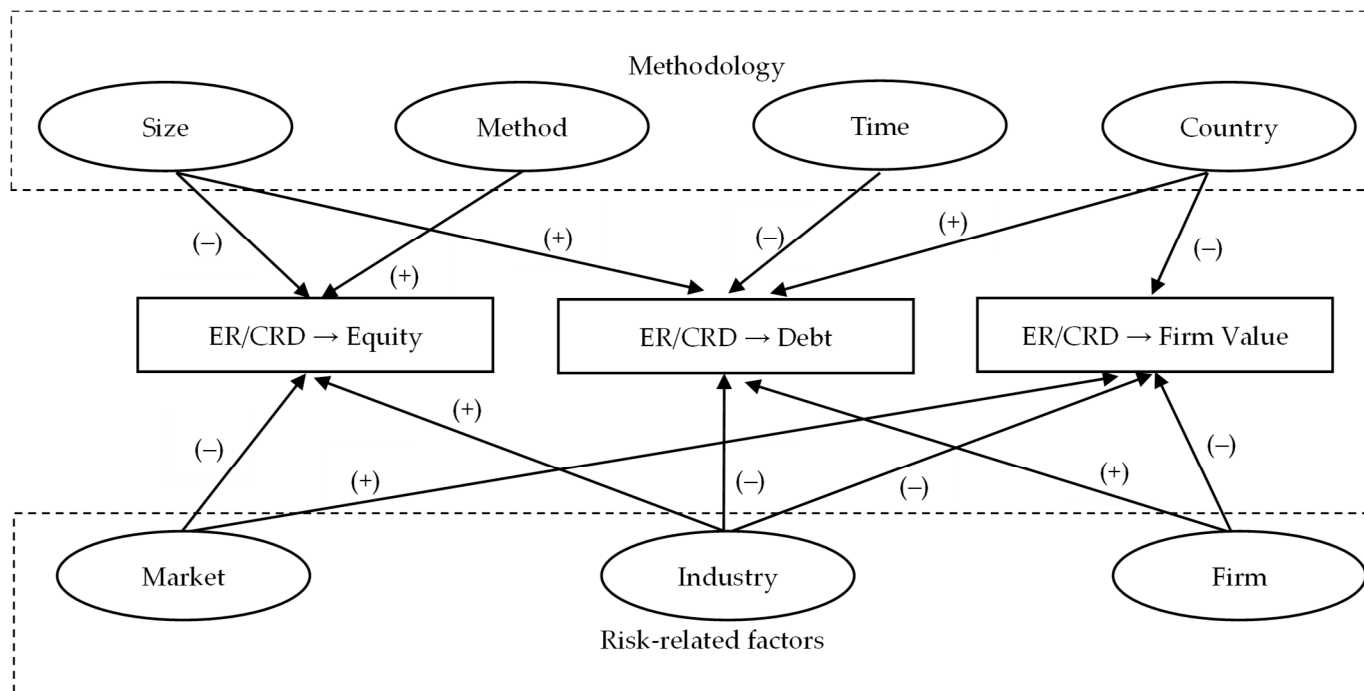 Methodology
Size
Method
Time
Country
(–)
(+)
(+)
(–)
(+)
(–)
ER/CRD → Equity
ER/CRD → Debt
ER/CRD → Firm Value
(–)
(+)
(+)
(–)
(–)
(+)
(–)
Market
Industry
Firm
Risk-related factors